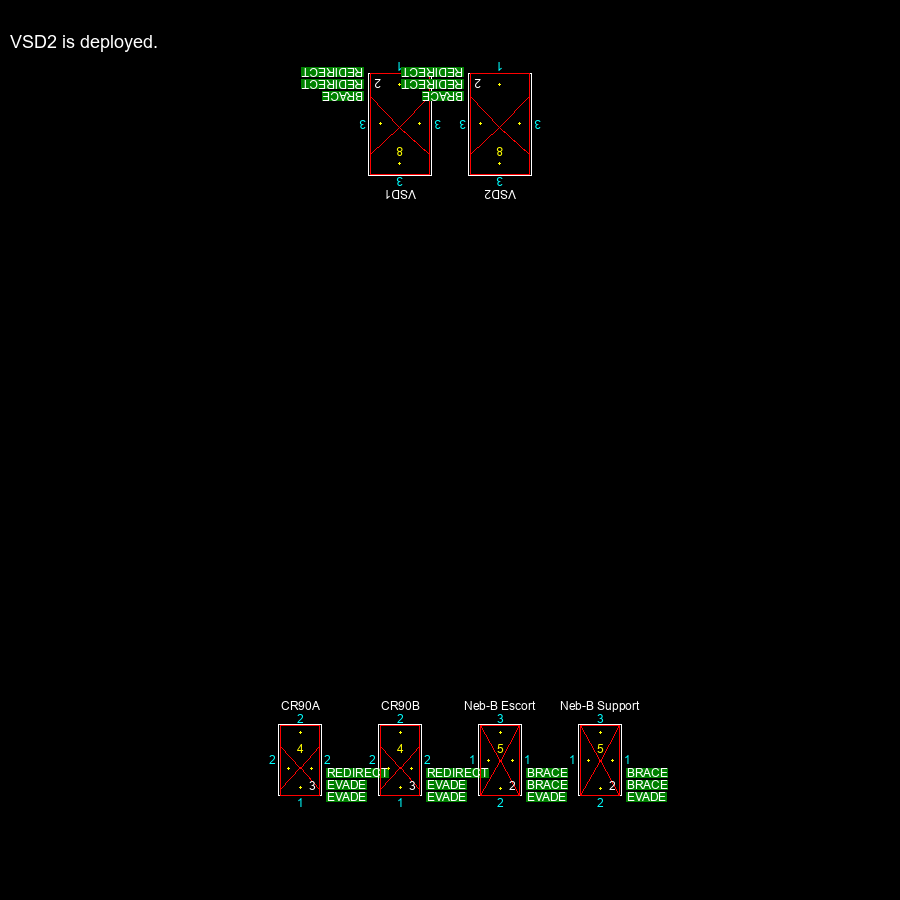 VSD2 is deployed.
1 1
REDIRECT REDIRECT
REDIRECT 2 REDIRECT 2
BRACE BRACE
3 3 3 3
8 8
3 3
VSD1 VSD2
CR90A CR90B Neb-B Escort Neb-B Support
2 2 3 3
4 4 5 5
2 2 2 2 1 1 1 1
REDIRECT REDIRECT BRACE BRACE
EVADE 3 EVADE 3 BRACE 2 BRACE 2
EVADE EVADE EVADE EVADE
1 1 2 2